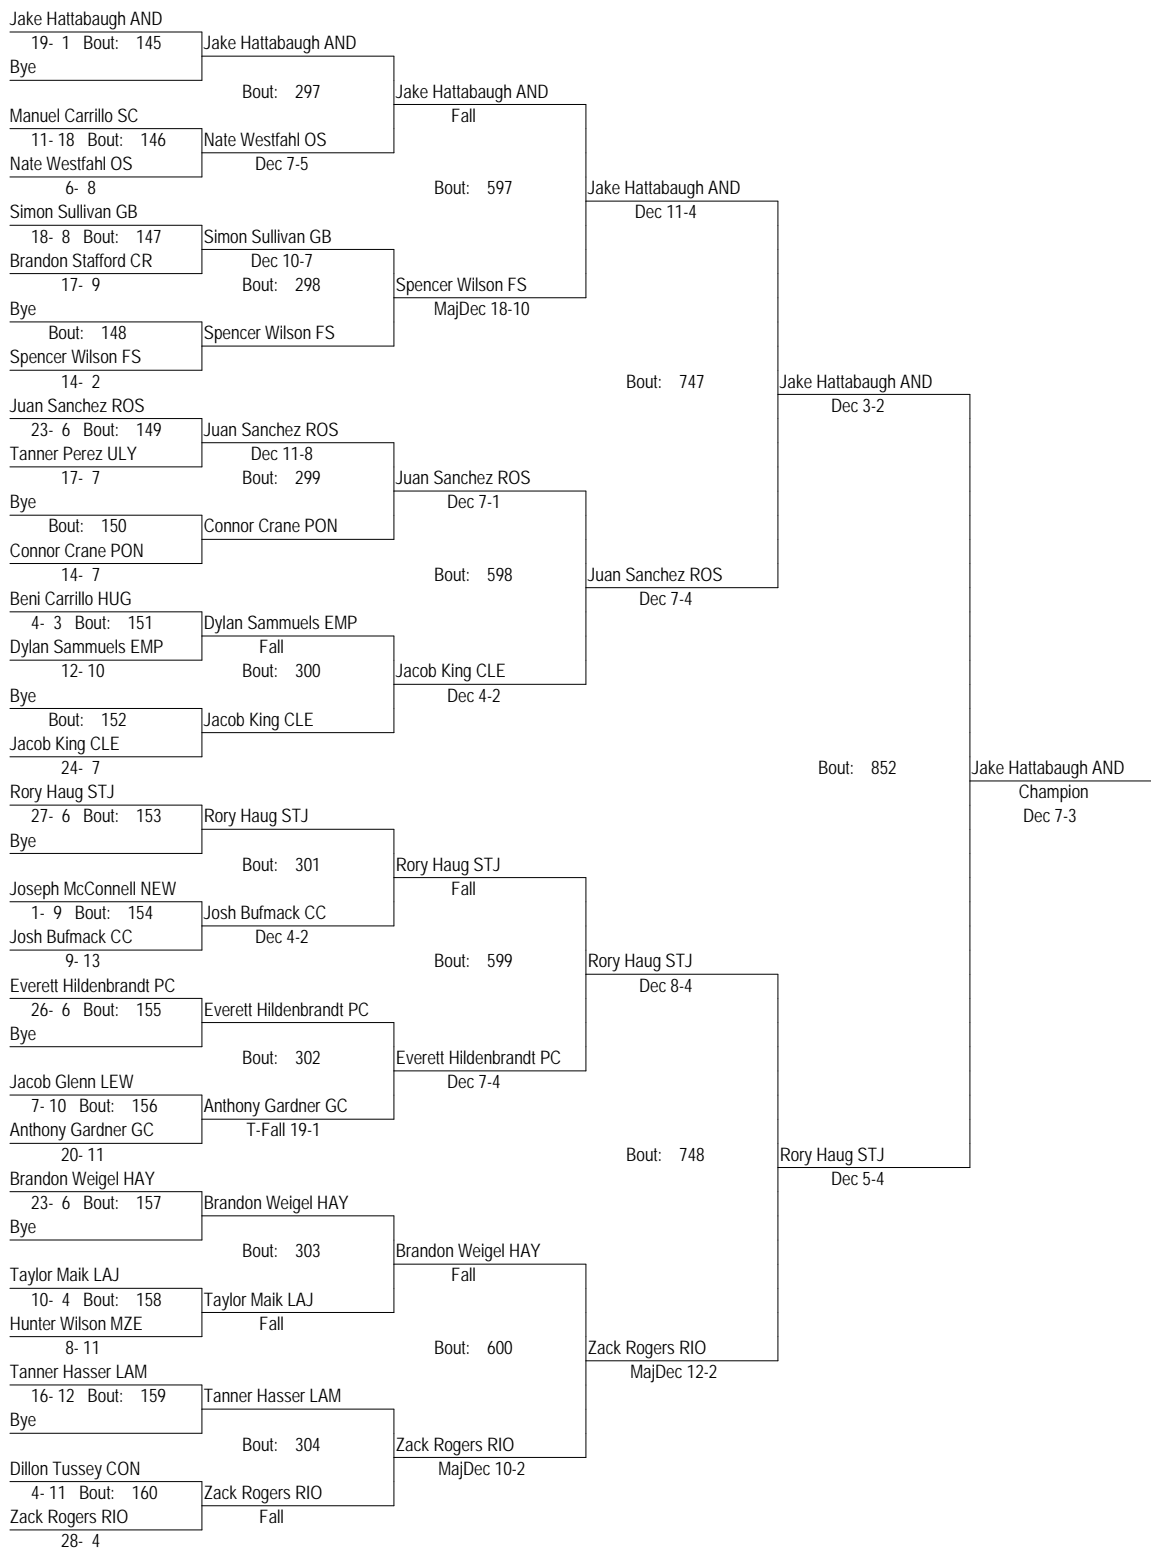 Jake Hattabaugh AND
19- 1 Bout: 145 Jake Hattabaugh AND
Bye
Bout: 297 Jake Hattabaugh AND
Manuel Carrillo SC Fall
11- 18 Bout: 146 Nate Westfahl OS
Nate Westfahl OS Dec 7-5
6- 8 Bout: 597 Jake Hattabaugh AND
Simon Sullivan GB Dec 11-4
18- 8 Bout: 147 Simon Sullivan GB
Brandon Stafford CR Dec 10-7
17- 9 Bout: 298 Spencer Wilson FS
Bye MajDec 18-10
Bout: 148 Spencer Wilson FS
Spencer Wilson FS
14- 2 Bout: 747 Jake Hattabaugh AND
Juan Sanchez ROS Dec 3-2
23- 6 Bout: 149 Juan Sanchez ROS
Tanner Perez ULY Dec 11-8
17- 7 Bout: 299 Juan Sanchez ROS
Bye Dec 7-1
Bout: 150 Connor Crane PON
Connor Crane PON
14- 7 Bout: 598 Juan Sanchez ROS
Beni Carrillo HUG Dec 7-4
4- 3 Bout: 151 Dylan Sammuels EMP
Dylan Sammuels EMP Fall
12- 10 Bout: 300 Jacob King CLE
Bye Dec 4-2
Bout: 152 Jacob King CLE
Jacob King CLE
24- 7 Bout: 852 Jake Hattabaugh AND
Rory Haug STJ Champion
27- 6 Bout: 153 Rory Haug STJ Dec 7-3
Bye
Bout: 301 Rory Haug STJ
Joseph McConnell NEW Fall
1- 9 Bout: 154 Josh Bufmack CC
Josh Bufmack CC Dec 4-2
9- 13 Bout: 599 Rory Haug STJ
Everett Hildenbrandt PC Dec 8-4
26- 6 Bout: 155 Everett Hildenbrandt PC
Bye
Bout: 302 Everett Hildenbrandt PC
Jacob Glenn LEW Dec 7-4
7- 10 Bout: 156 Anthony Gardner GC
Anthony Gardner GC T-Fall 19-1
20- 11 Bout: 748 Rory Haug STJ
Brandon Weigel HAY Dec 5-4
23- 6 Bout: 157 Brandon Weigel HAY
Bye
Bout: 303 Brandon Weigel HAY
Taylor Maik LAJ Fall
10- 4 Bout: 158 Taylor Maik LAJ
Hunter Wilson MZE Fall
8- 11 Bout: 600 Zack Rogers RIO
Tanner Hasser LAM MajDec 12-2
16- 12 Bout: 159 Tanner Hasser LAM
Bye
Bout: 304 Zack Rogers RIO
Dillon Tussey CON MajDec 10-2
4- 11 Bout: 160 Zack Rogers RIO
Zack Rogers RIO Fall
28- 4